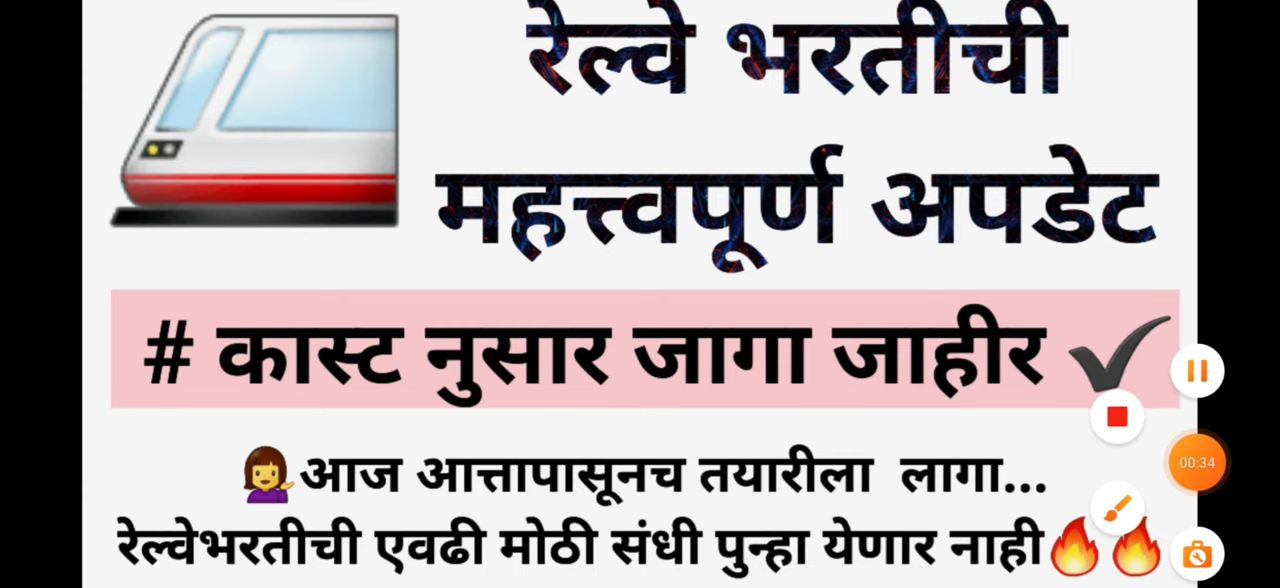 रेल्वे भरतीची
महत्त्वपूर्ण अपडेट
# कास्ट नुसार जागा जाहीर ✔
💁‍♀️आज आत्तापासूनच तयारीला लागा...
रेल्वेभरतीची एवढी मोठी संधी पुन्हा येणार नाही🔥🔥
00:34